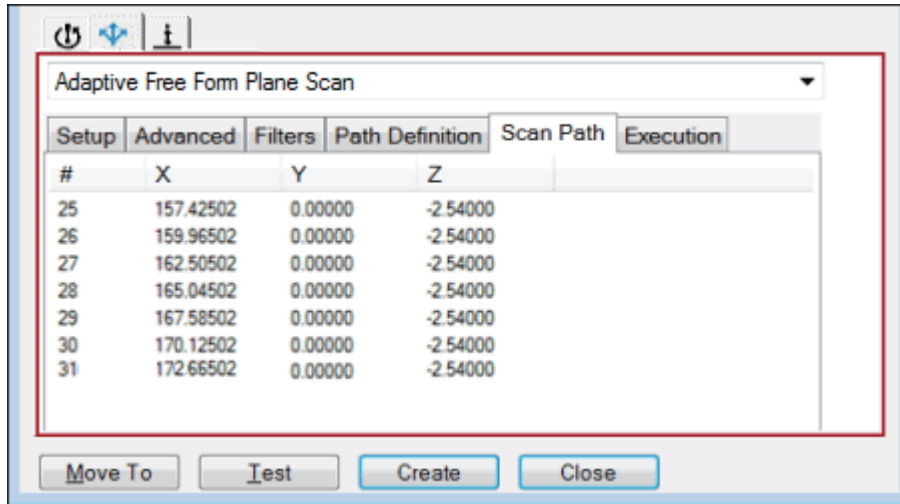 Adaptive Free Form Plane Scan
Setup Advanced Filters Path Definition Scan Path Execution
# X Y Z
25 157.42502 0.00000 -2.54000
26 159.96502 0.00000 -2.54000
27 162.50502 0.00000 -2.54000
28 165.04502 0.00000 -2.54000
29 167.58502 0.00000 -2.54000
30 170.12502 0.00000 -2.54000
31 172.66502 0.00000 -2.54000
Move To Test Create Close